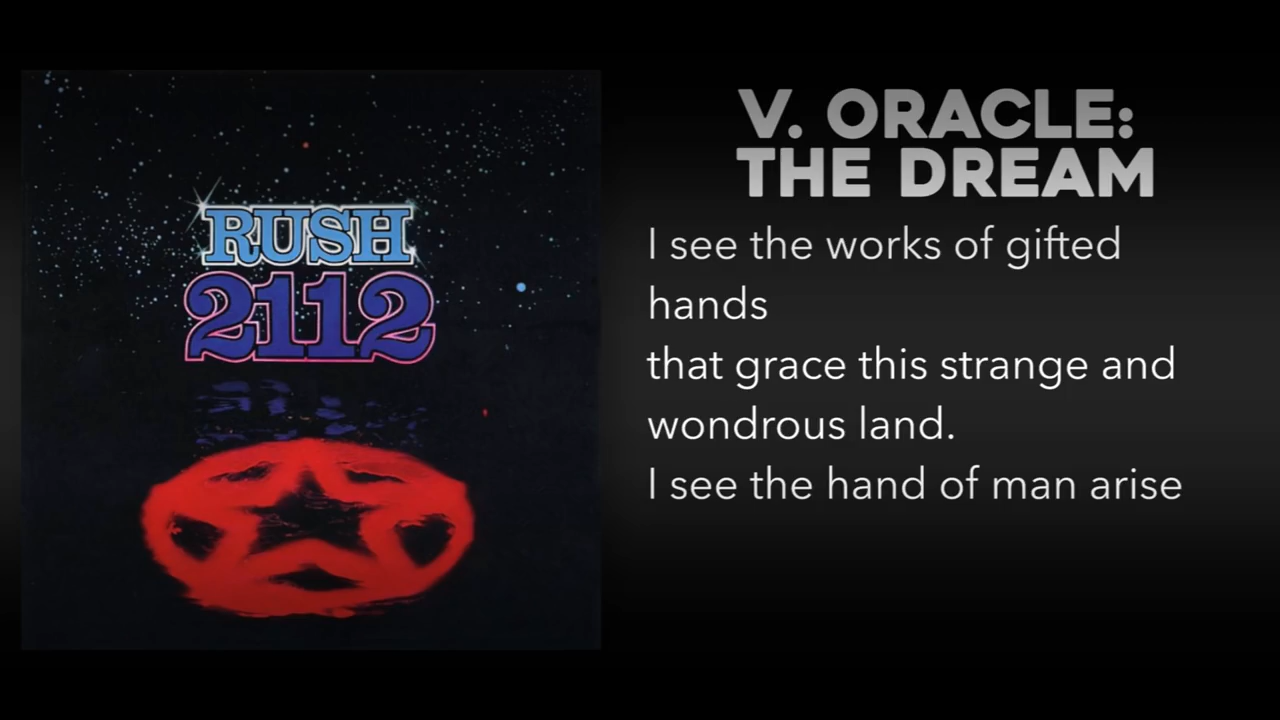 RUSH
2112
V. ORACLE:
THE DREAM
I see the works of gifted
hands
that grace this strange and
wondrous land.
I see the hand of man arise